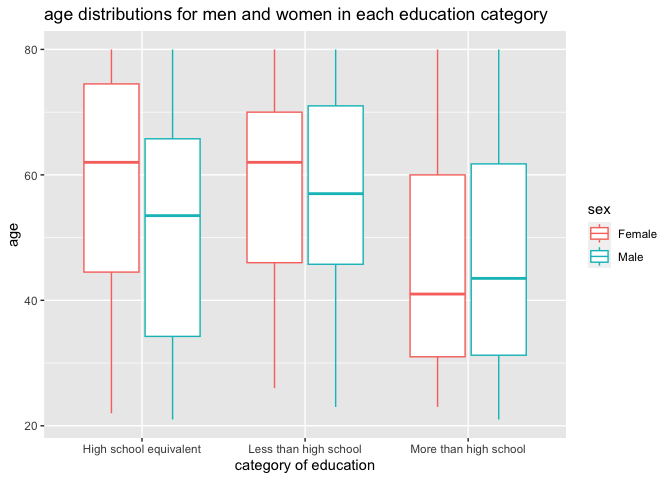 age distributions for men and women in each education category
80
60
40
20
age
High school equivalent
Less than high school
More than high school
category of education
sex
Female
Male